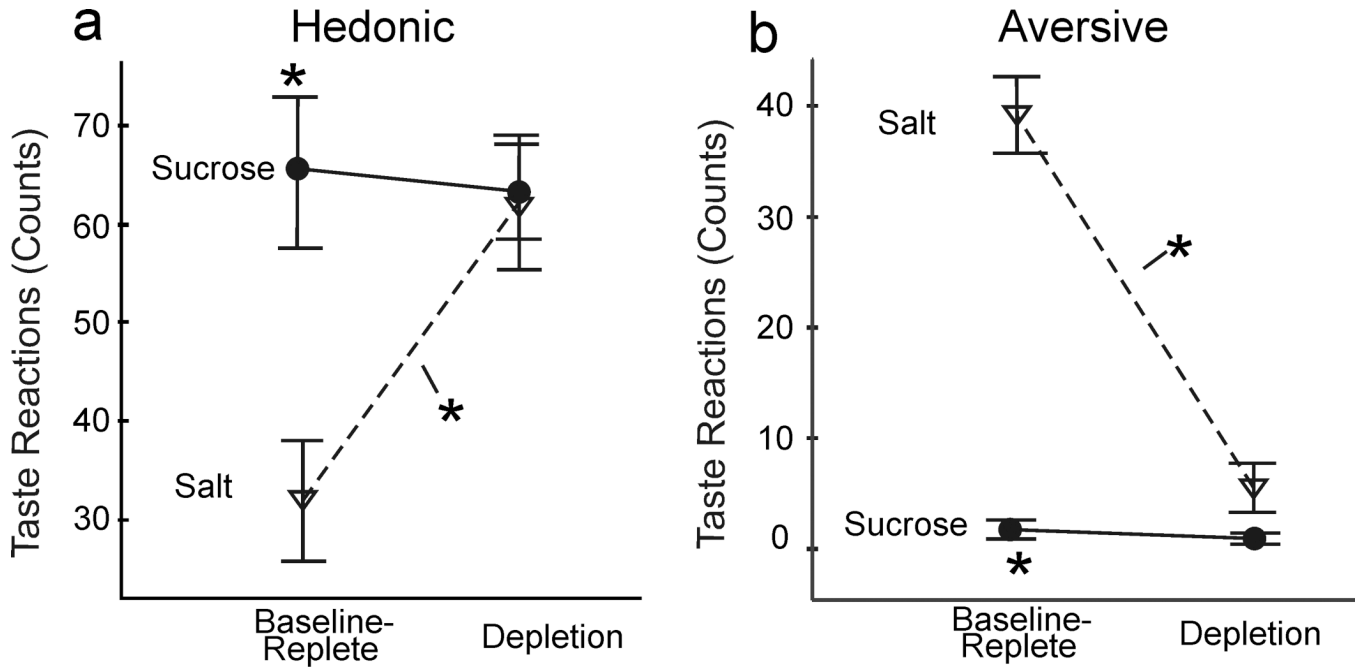 a
Hedonic
*
Taste Reactions (Counts)
70
60
50
40
30
Sucrose
Salt
*
Baseline-
Replete
Depletion
b
Aversive
Taste Reactions (Counts)
40
30
20
10
0
Salt
*
Sucrose
*
Baseline-
Replete
Depletion